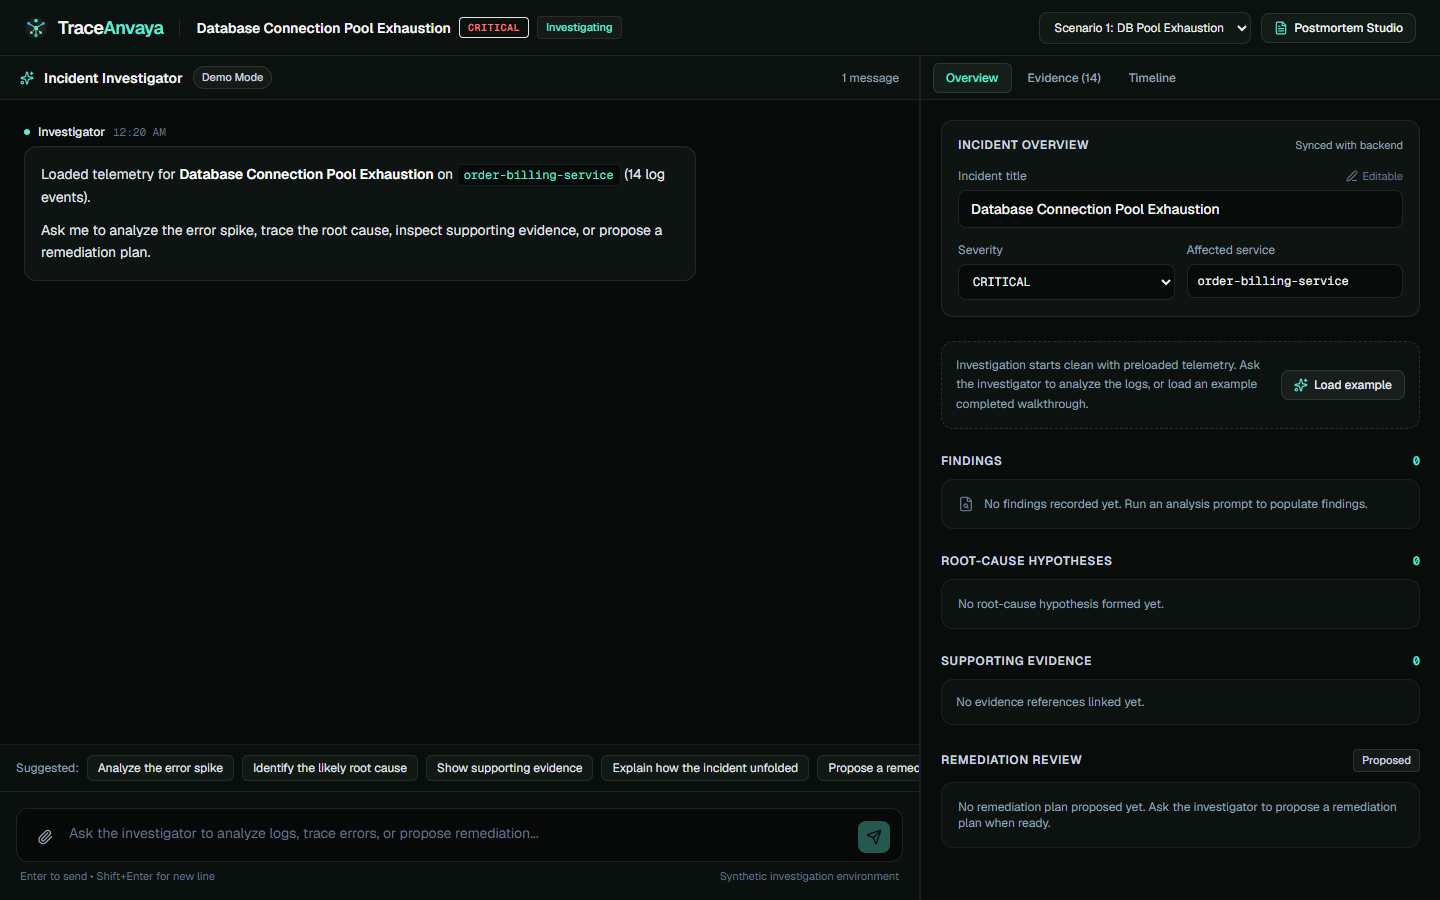 TraceAnvaya
Database Connection Pool Exhaustion
CRITICAL
Investigating
Scenario 1: DB Pool Exhaustion
Postmortem Studio
Incident Investigator
Demo Mode
1 message
Overview
Evidence (14)
Timeline
Investigator 12:20 AM
Loaded telemetry for Database Connection Pool Exhaustion on order-billing-service (14 log
events).
Ask me to analyze the error spike, trace the root cause, inspect supporting evidence, or propose a
remediation plan.
Suggested:
Analyze the error spike
Identify the likely root cause
Show supporting evidence
Explain how the incident unfolded
Propose a remed
Ask the investigator to analyze logs, trace errors, or propose remediation...
Enter to send • Shift+Enter for new line
Synthetic investigation environment
INCIDENT OVERVIEW
Synced with backend
Incident title
Editable
Database Connection Pool Exhaustion
Severity
Affected service
CRITICAL
order-billing-service
Investigation starts clean with preloaded telemetry. Ask
the investigator to analyze the logs, or load an example
completed walkthrough.
Load example
FINDINGS
0
No findings recorded yet. Run an analysis prompt to populate findings.
ROOT-CAUSE HYPOTHESES
0
No root-cause hypothesis formed yet.
SUPPORTING EVIDENCE
0
No evidence references linked yet.
REMEDIATION REVIEW
Proposed
No remediation plan proposed yet. Ask the investigator to propose a remediation
plan when ready.